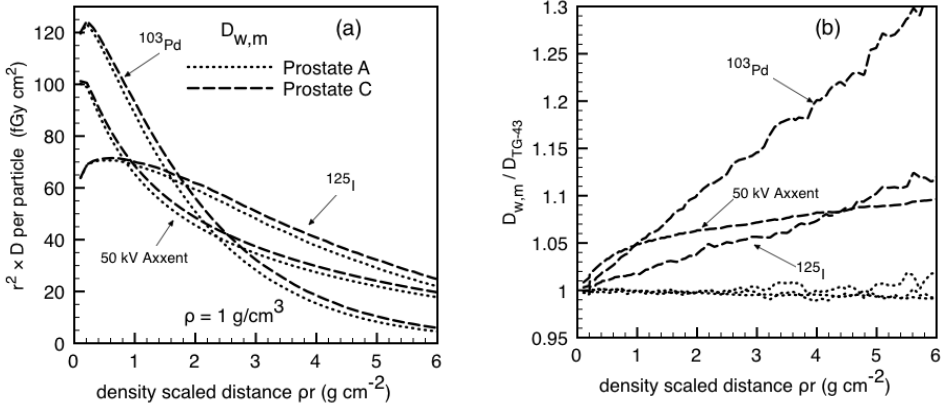 (a)
D_w,m
Prostate A
Prostate C
¹⁰³Pd
¹²⁵I
50 kV Axxent
ρ = 1 g/cm³
r² × D per particle (fGy cm²)
120
100
80
60
40
20
0
0 1 2 3 4 5 6
density scaled distance ρr (g cm⁻²)
(b)
¹⁰³Pd
50 kV Axxent
¹²⁵I
D_w,m / D_TG-43
1.3
1.25
1.2
1.15
1.1
1.05
1
0.95
0 1 2 3 4 5 6
density scaled distance ρr (g cm⁻²)